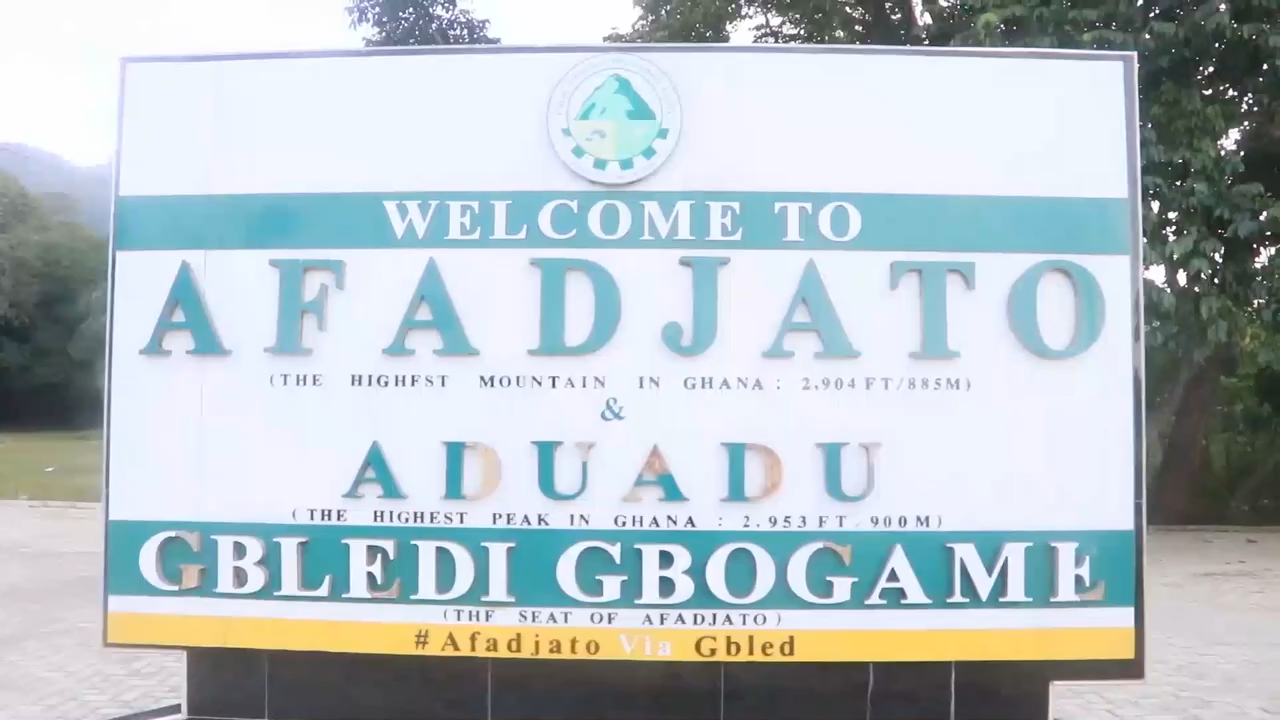 WELCOME TO
AFADJATO
(THE HIGHEST MOUNTAIN IN GHANA : 2,904 FT/885M)
&
ADUADU
(THE HIGHEST PEAK IN GHANA : 2,953 FT 900M)
GBLEDI GBOGAME
(THE SEAT OF AFADJATO)
#Afadjato Via Gbled